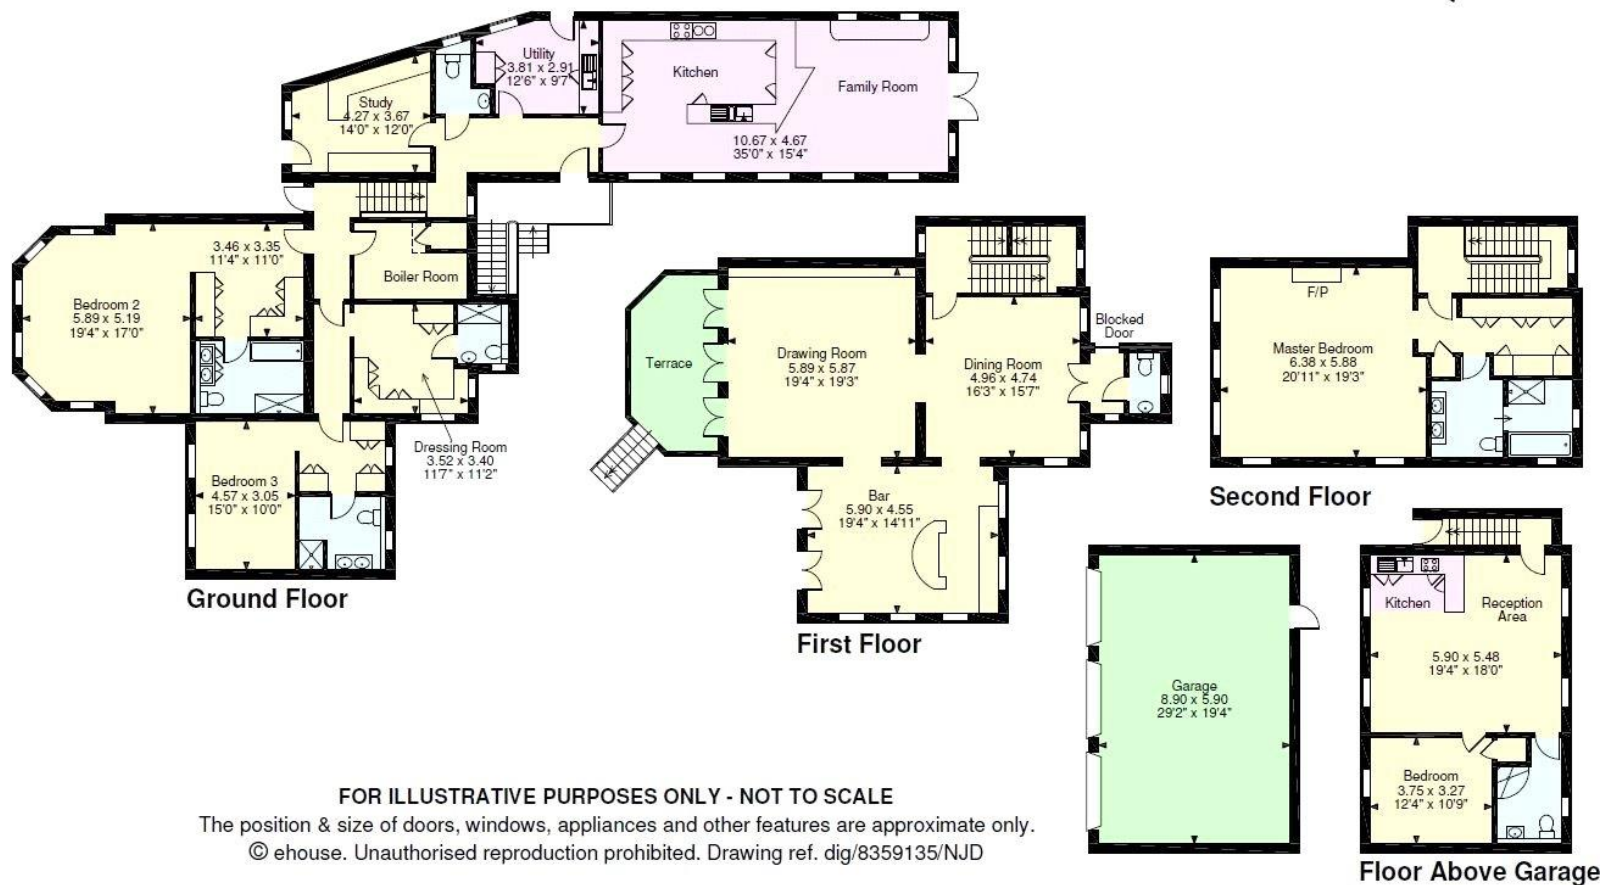 Utility
3.81 x 2.91
12'6" x 9'7"
Kitchen
Family Room
10.67 x 4.67
35'0" x 15'4"
Study
4.27 x 3.67
14'0" x 12'0"
3.46 x 3.35
11'4" x 11'0"
Boiler Room
Bedroom 2
5.89 x 5.19
19'4" x 17'0"
Dressing Room
3.52 x 3.40
11'7" x 11'2"
Bedroom 3
4.57 x 3.05
15'0" x 10'0"
Ground Floor
Terrace
Drawing Room
5.89 x 5.87
19'4" x 19'3"
Dining Room
4.96 x 4.74
16'3" x 15'7"
Blocked
Door
Bar
5.90 x 4.55
19'4" x 14'11"
First Floor
F/P
Master Bedroom
6.38 x 5.88
20'11" x 19'3"
Second Floor
Garage
8.90 x 5.90
29'2" x 19'4"
Kitchen
Reception
Area
5.90 x 5.48
19'4" x 18'0"
Bedroom
3.75 x 3.27
12'4" x 10'9"
Floor Above Garage
FOR ILLUSTRATIVE PURPOSES ONLY - NOT TO SCALE
The position & size of doors, windows, appliances and other features are approximate only.
© ehouse. Unauthorised reproduction prohibited. Drawing ref. dig/8359135/NJD